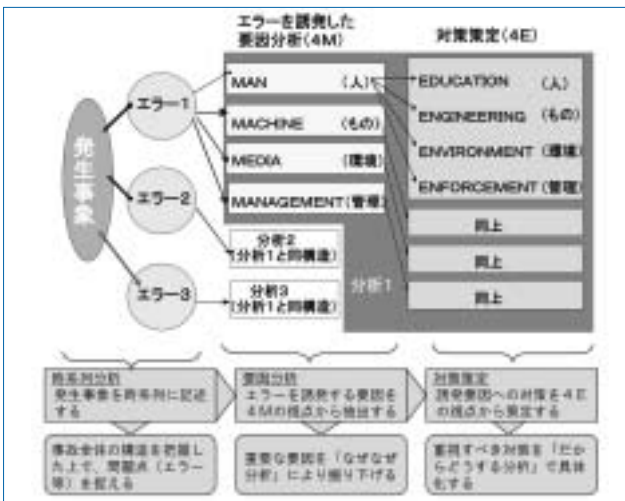 エラーを誘発した
要因分析(4M)
対策策定(4E)
発生事象
エラー1
エラー2
エラー3
MAN (人)
MACHINE (もの)
MEDIA (環境)
MANAGEMENT(管理)
分析2
(分析1と同構造)
分析3
(分析1と同構造)
分析1
EDUCATION (人)
ENGINEERING (もの)
ENVIRONMENT (環境)
ENFORCEMENT (管理)
同上
同上
同上
時系列分析
発生事象を時系列に記述
する
要因分析
エラーを誘発する要因を
4Mの視点から抽出する
対策策定
誘発要因への対策を4E
の視点から策定する
事故全体の構造を把握し
た上で、問題点(エラー
等)を捉える
重要な要因を「なぜなぜ
分析」により掘り下げる
重視すべき対策を「だか
らどうする分析」で具体
化する